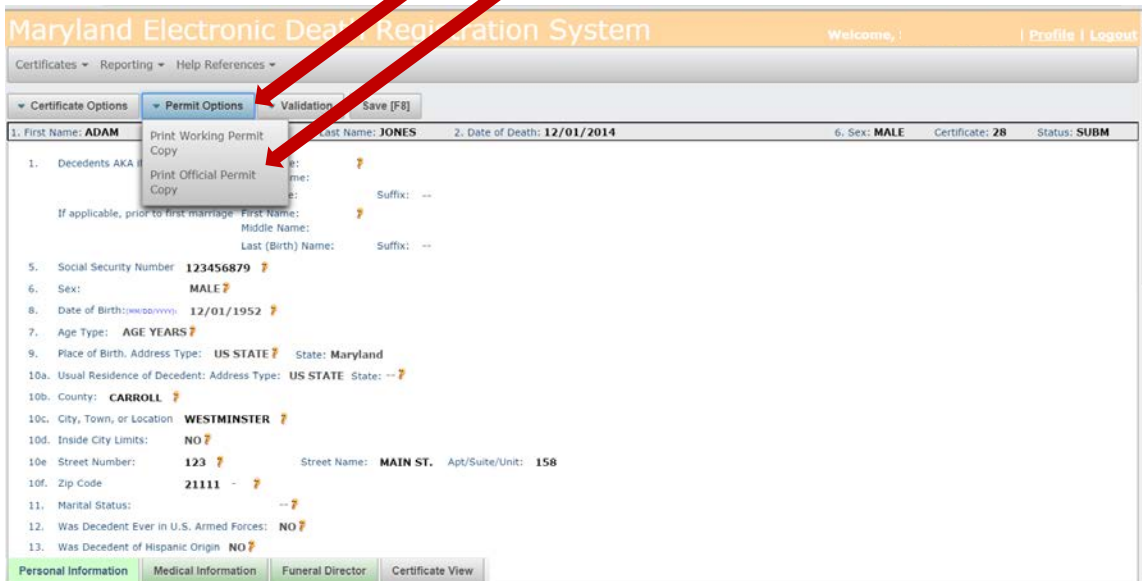 Maryland Electronic Death Registration System Welcome, : | Profile | Logout
Certificates Reporting Help References
Certificate Options Permit Options Validation Save [F8]
1. First Name: ADAM Last Name: JONES 2. Date of Death: 12/01/2014 6. Sex: MALE Certificate: 28 Status: SUBM
Print Working Permit
Copy
Print Official Permit
Copy
1. Decedents AKA
Suffix: --
If applicable, prior to first marriage First Name: ?
Middle Name:
Last (Birth) Name: Suffix: --
5. Social Security Number 123456879 ?
6. Sex: MALE ?
8. Date of Birth:(MM/DD/YYYY): 12/01/1952 ?
7. Age Type: AGE YEARS ?
9. Place of Birth. Address Type: US STATE ? State: Maryland
10a. Usual Residence of Decedent: Address Type: US STATE State: -- ?
10b. County: CARROLL ?
10c. City, Town, or Location WESTMINSTER ?
10d. Inside City Limits: NO ?
10e Street Number: 123 ? Street Name: MAIN ST. Apt/Suite/Unit: 158
10f. Zip Code 21111 - ?
11. Marital Status: -- ?
12. Was Decedent Ever in U.S. Armed Forces: NO ?
13. Was Decedent of Hispanic Origin NO ?
Personal Information Medical Information Funeral Director Certificate View